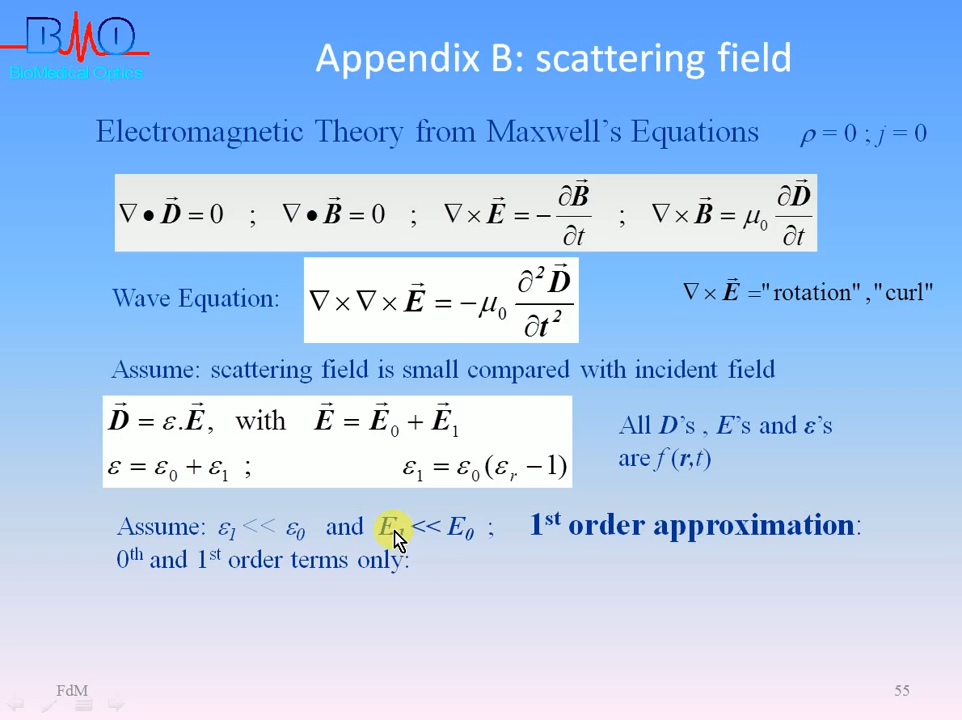 BMO
BioMedical Optics
Appendix B: scattering field
Electromagnetic Theory from Maxwell's Equations ρ = 0 ; j = 0
∇ • D⃗ = 0 ; ∇ • B⃗ = 0 ; ∇ × E⃗ = − ∂B⃗/∂t ; ∇ × B⃗ = μ₀ ∂D⃗/∂t
Wave Equation: ∇ × ∇ × E⃗ = − μ₀ ∂²D⃗/∂t² ∇ × E⃗ ="rotation","curl"
Assume: scattering field is small compared with incident field
D⃗ = ε.E⃗, with E⃗ = E⃗₀ + E⃗₁
ε = ε₀ + ε₁ ; ε₁ = ε₀(εᵣ − 1)
All D's , E's and ε's
are f (r,t)
Assume: ε₁ << ε₀ and E₁ << E₀ ; 1st order approximation:
0th and 1st order terms only:
FdM 55